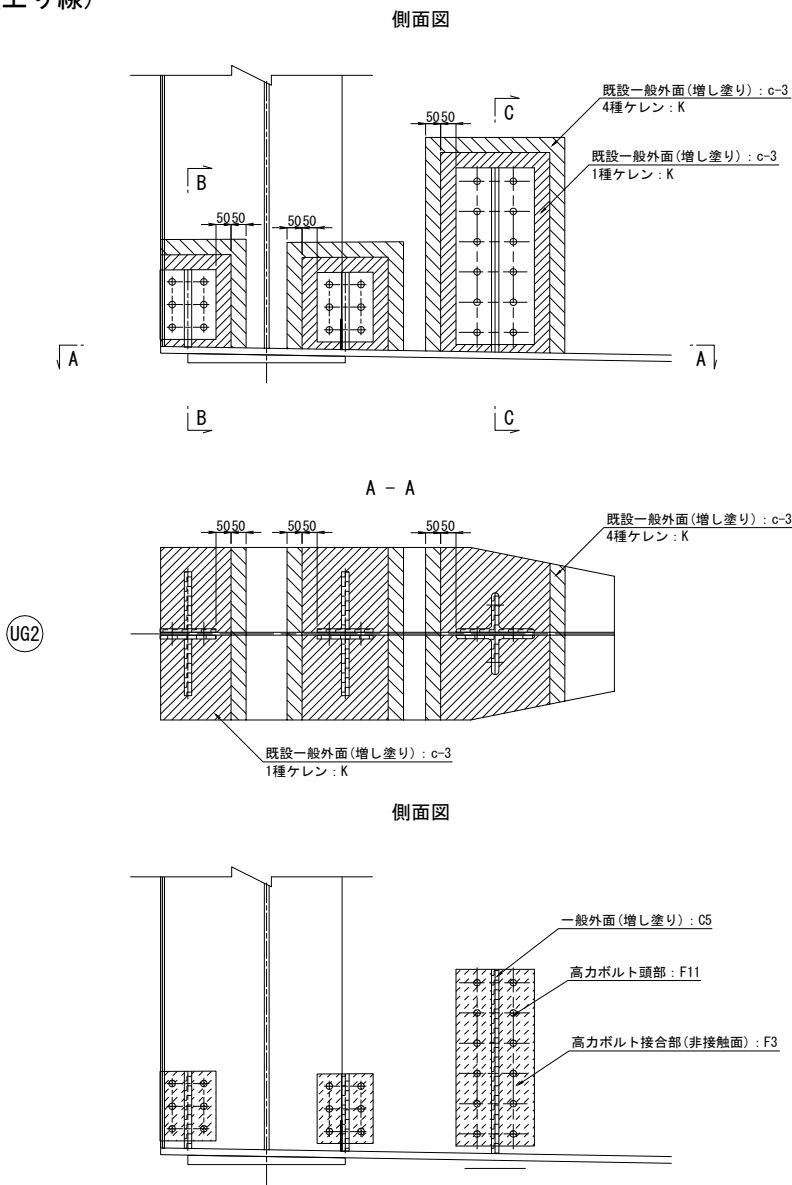 側面図
C
50 50
既設一般外面(増し塗り):c-3
4種ケレン:K
既設一般外面(増し塗り):c-3
1種ケレン:K
B
50 50
50 50
A
A
B
C
A - A
50 50
50 50
50 50
既設一般外面(増し塗り):c-3
4種ケレン:K
UG2
既設一般外面(増し塗り):c-3
1種ケレン:K
側面図
一般外面(増し塗り):C5
高力ボルト頭部:F11
高力ボルト接合部(非接触面):F3